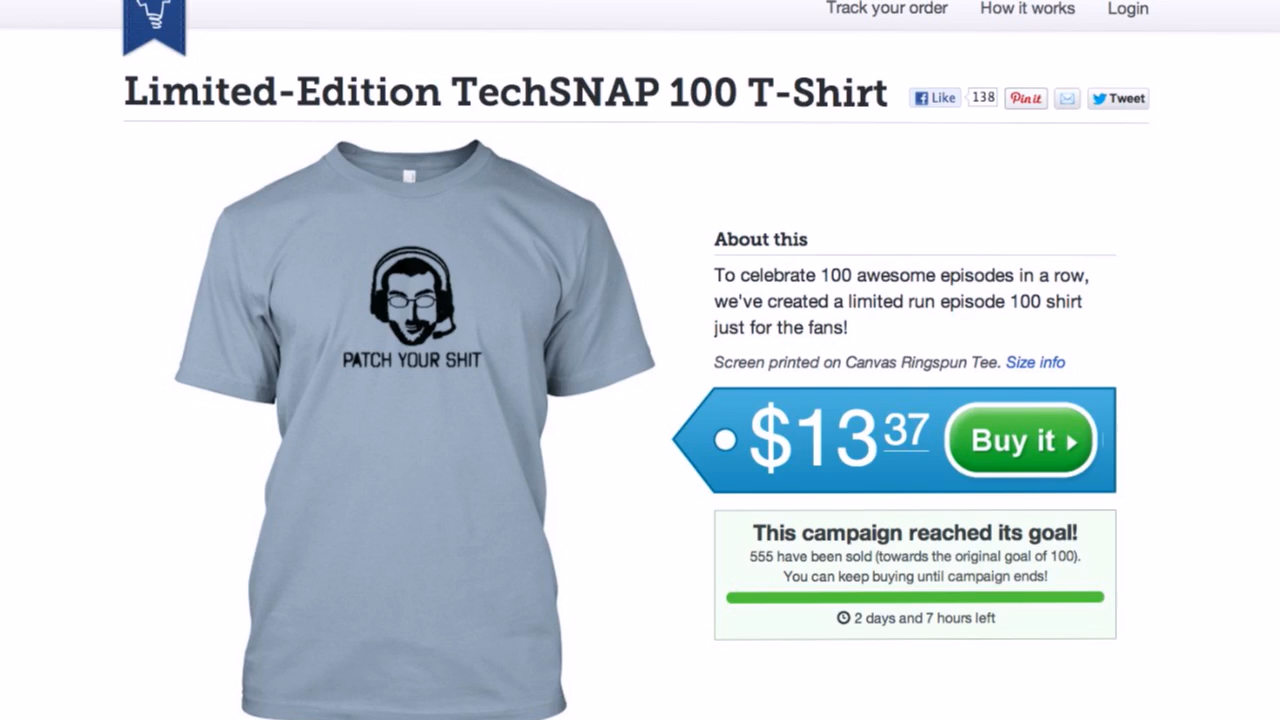 Track your order How it works Login
Limited-Edition TechSNAP 100 T-Shirt Like 138 Pin it Tweet
About this
To celebrate 100 awesome episodes in a row,
we've created a limited run episode 100 shirt
just for the fans!
Screen printed on Canvas Ringspun Tee. Size info
PATCH YOUR SHIT
$13 37 Buy it
This campaign reached its goal!
555 have been sold (towards the original goal of 100).
You can keep buying until campaign ends!
2 days and 7 hours left